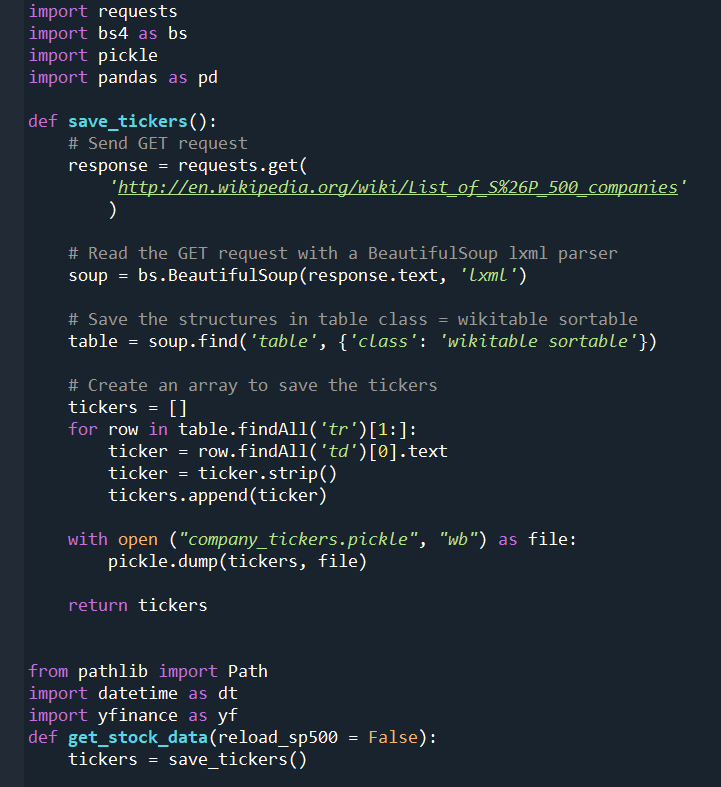 import requests
import bs4 as bs
import pickle
import pandas as pd
def save_tickers():
# Send GET request
response = requests.get(
'http://en.wikipedia.org/wiki/List_of_S%26P_500_companies'
)
# Read the GET request with a BeautifulSoup lxml parser
soup = bs.BeautifulSoup(response.text, 'lxml')
# Save the structures in table class = wikitable sortable
table = soup.find('table', {'class': 'wikitable sortable'})
# Create an array to save the tickers
tickers = []
for row in table.findAll('tr')[1:]:
ticker = row.findAll('td')[0].text
ticker = ticker.strip()
tickers.append(ticker)
with open ("company_tickers.pickle", "wb") as file:
pickle.dump(tickers, file)
return tickers
from pathlib import Path
import datetime as dt
import yfinance as yf
def get_stock_data(reload_sp500 = False):
tickers = save_tickers()